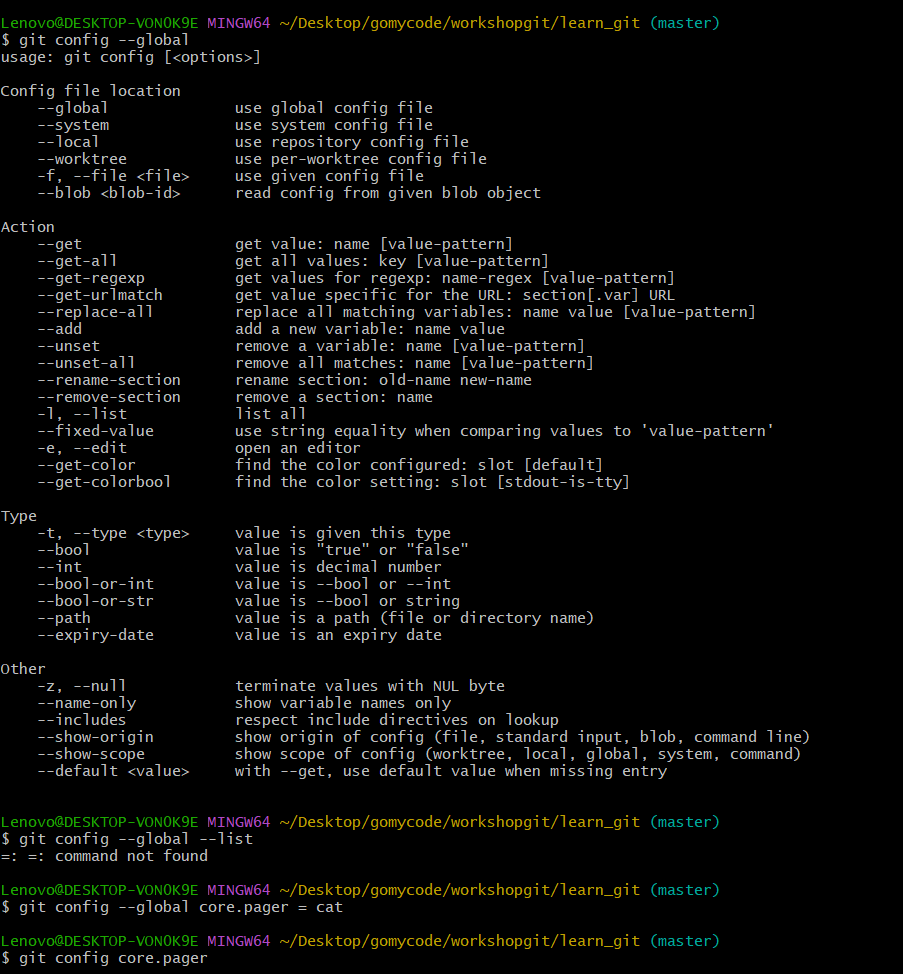 Lenovo@DESKTOP-VON0K9E MINGW64 ~/Desktop/gomycode/workshopgit/learn_git (master)
$ git config --global
usage: git config [<options>]

Config file location
    --global              use global config file
    --system              use system config file
    --local               use repository config file
    --worktree            use per-worktree config file
    -f, --file <file>     use given config file
    --blob <blob-id>      read config from given blob object

Action
    --get                 get value: name [value-pattern]
    --get-all             get all values: key [value-pattern]
    --get-regexp          get values for regexp: name-regex [value-pattern]
    --get-urlmatch        get value specific for the URL: section[.var] URL
    --replace-all         replace all matching variables: name value [value-pattern]
    --add                 add a new variable: name value
    --unset               remove a variable: name [value-pattern]
    --unset-all           remove all matches: name [value-pattern]
    --rename-section      rename section: old-name new-name
    --remove-section      remove a section: name
    -l, --list            list all
    --fixed-value         use string equality when comparing values to 'value-pattern'
    -e, --edit            open an editor
    --get-color           find the color configured: slot [default]
    --get-colorbool       find the color setting: slot [stdout-is-tty]

Type
    -t, --type <type>     value is given this type
    --bool                value is "true" or "false"
    --int                 value is decimal number
    --bool-or-int         value is --bool or --int
    --bool-or-str         value is --bool or string
    --path                value is a path (file or directory name)
    --expiry-date         value is an expiry date

Other
    -z, --null            terminate values with NUL byte
    --name-only           show variable names only
    --includes            respect include directives on lookup
    --show-origin         show origin of config (file, standard input, blob, command line)
    --show-scope          show scope of config (worktree, local, global, system, command)
    --default <value>     with --get, use default value when missing entry


Lenovo@DESKTOP-VON0K9E MINGW64 ~/Desktop/gomycode/workshopgit/learn_git (master)
$ git config --global --list
=: =: command not found

Lenovo@DESKTOP-VON0K9E MINGW64 ~/Desktop/gomycode/workshopgit/learn_git (master)
$ git config --global core.pager = cat

Lenovo@DESKTOP-VON0K9E MINGW64 ~/Desktop/gomycode/workshopgit/learn_git (master)
$ git config core.pager